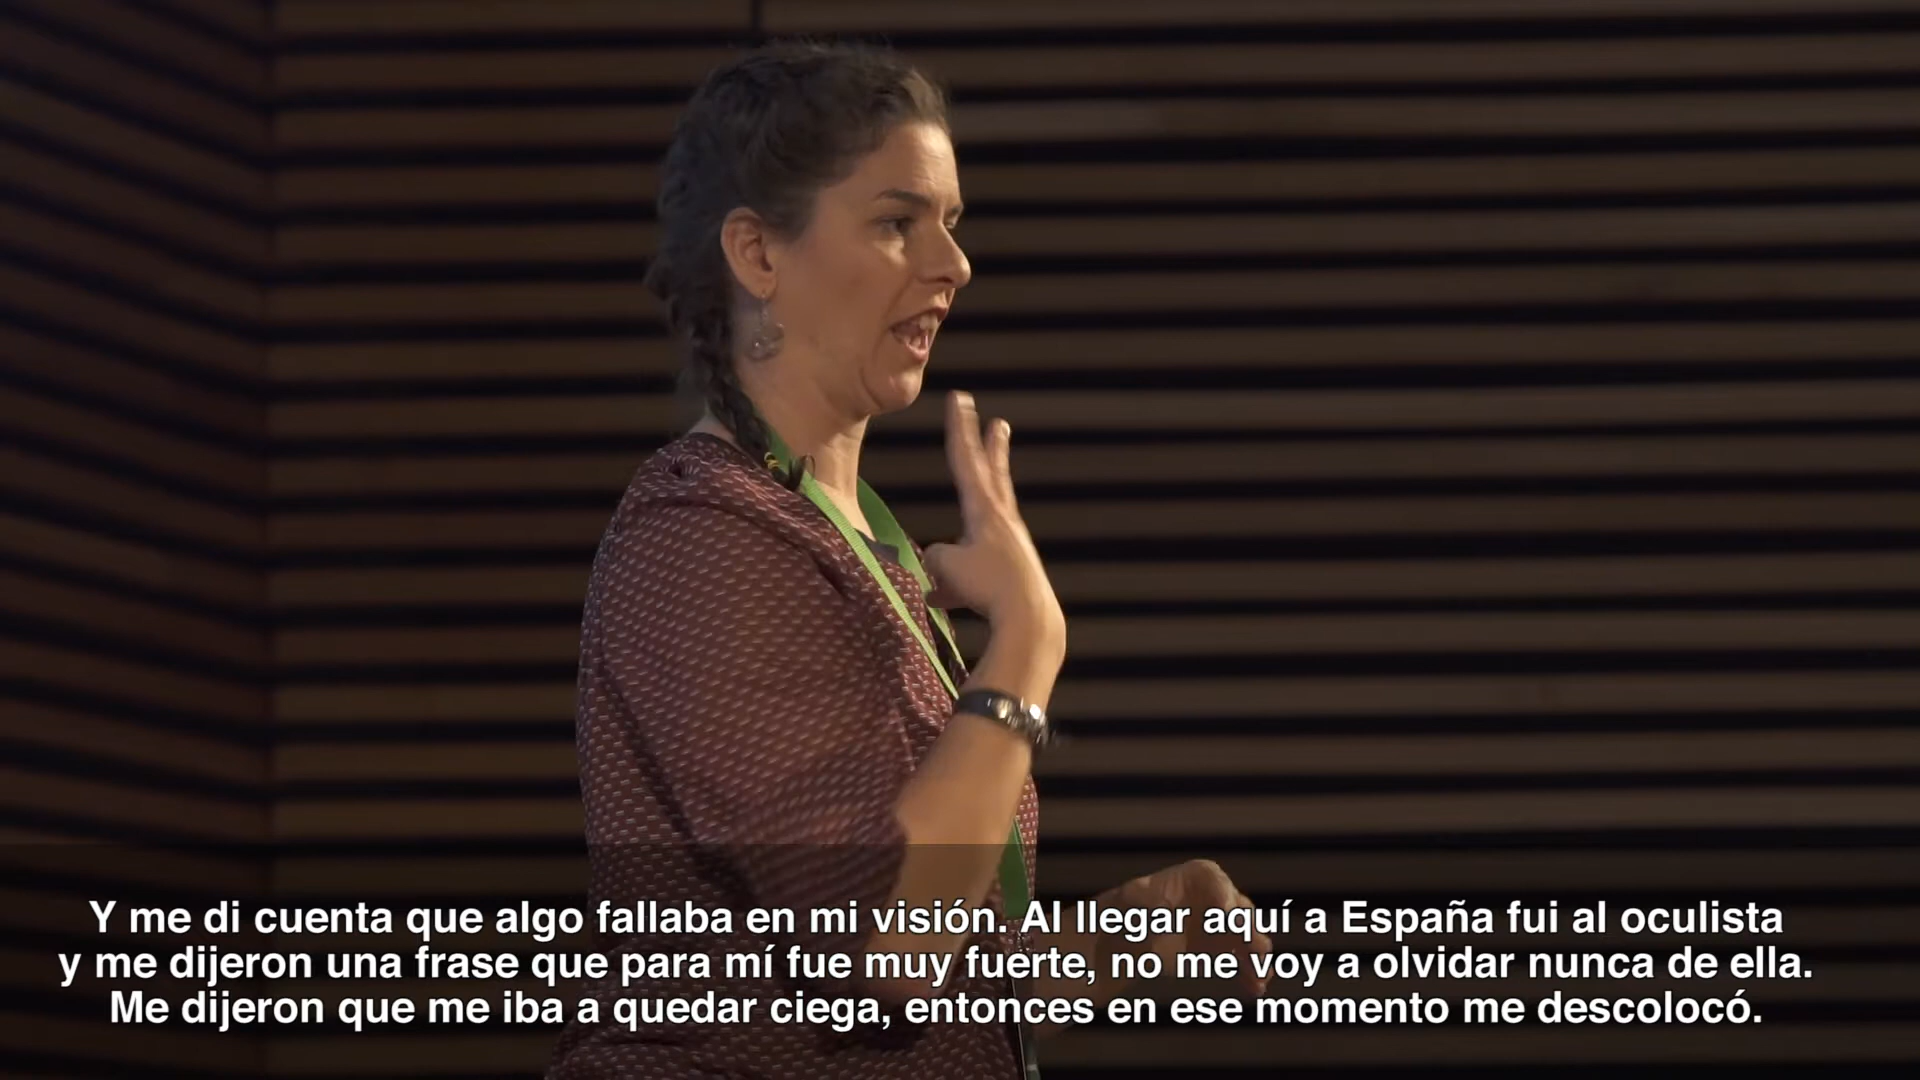 Y me di cuenta que algo fallaba en mi visión. Al llegar aquí a España fui al oculista
y me dijeron una frase que para mí fue muy fuerte, no me voy a olvidar nunca de ella.
Me dijeron que me iba a quedar ciega, entonces en ese momento me descolocó.